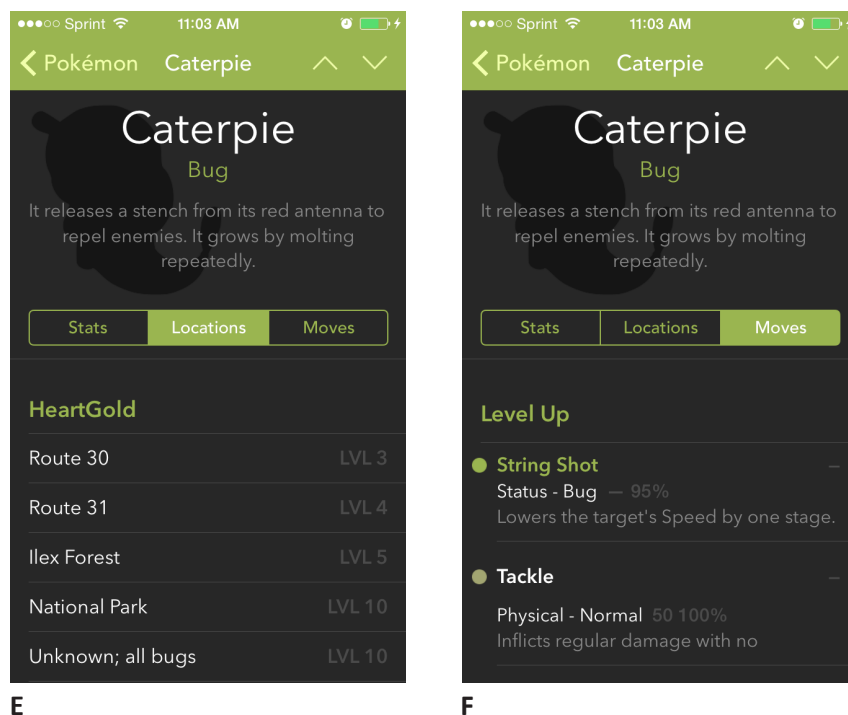 Sprint 11:03 AM
Pokémon Caterpie
Caterpie
Bug
It releases a stench from its red antenna to
repel enemies. It grows by molting
repeatedly.
Stats Locations Moves
HeartGold
Route 30 LVL 3
Route 31 LVL 4
Ilex Forest LVL 5
National Park LVL 10
Unknown; all bugs LVL 10
E
Sprint 11:03 AM
Pokémon Caterpie
Caterpie
Bug
It releases a stench from its red antenna to
repel enemies. It grows by molting
repeatedly.
Stats Locations Moves
Level Up
String Shot –
Status - Bug — 95%
Lowers the target's Speed by one stage.
Tackle –
Physical - Normal 50 100%
Inflicts regular damage with no
F